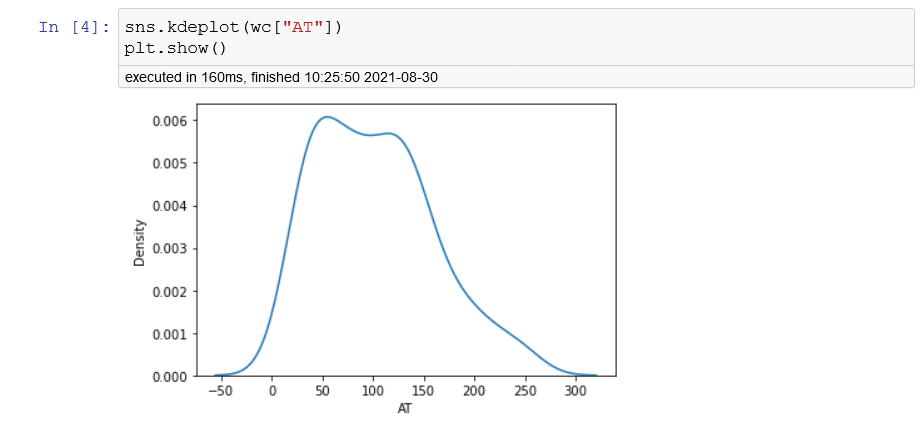 In [4]: sns.kdeplot(wc["AT"])
plt.show()
executed in 160ms, finished 10:25:50 2021-08-30
0.006
0.005
0.004
0.003
0.002
0.001
0.000
Density
−50 0 50 100 150 200 250 300
AT